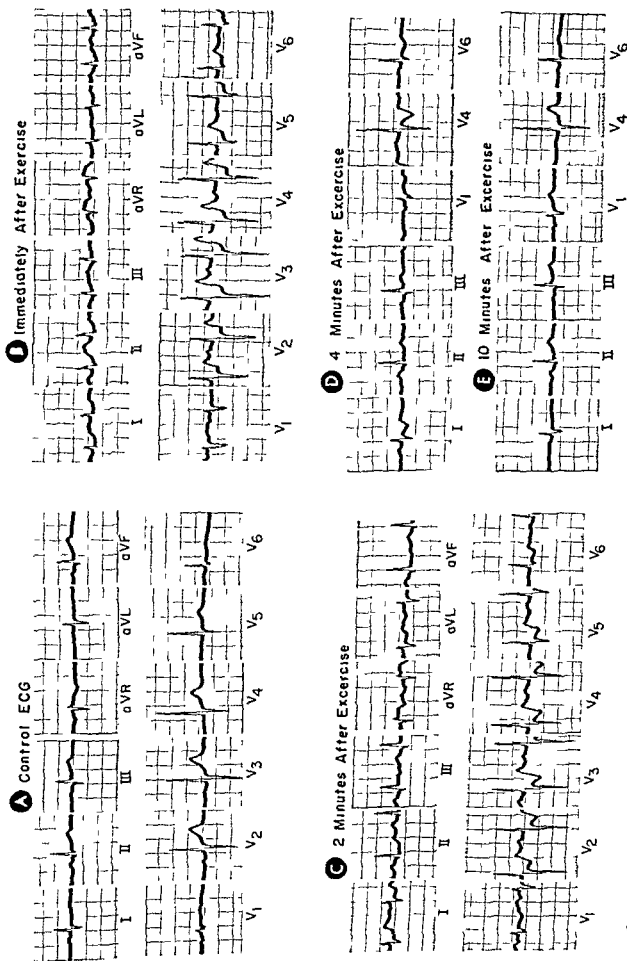 A Control ECG
I II III aVR aVL aVF
V1 V2 V3 V4 V5 V6
B Immediately After Exercise
I II III aVR aVL aVF
V1 V2 V3 V4 V5 V6
C 2 Minutes After Excercise
I II III aVR aVL aVF
V1 V2 V3 V4 V5 V6
D 4 Minutes After Excercise
I II III V1 V4 V6
E 10 Minutes After Excercise
I II III V1 V4 V6